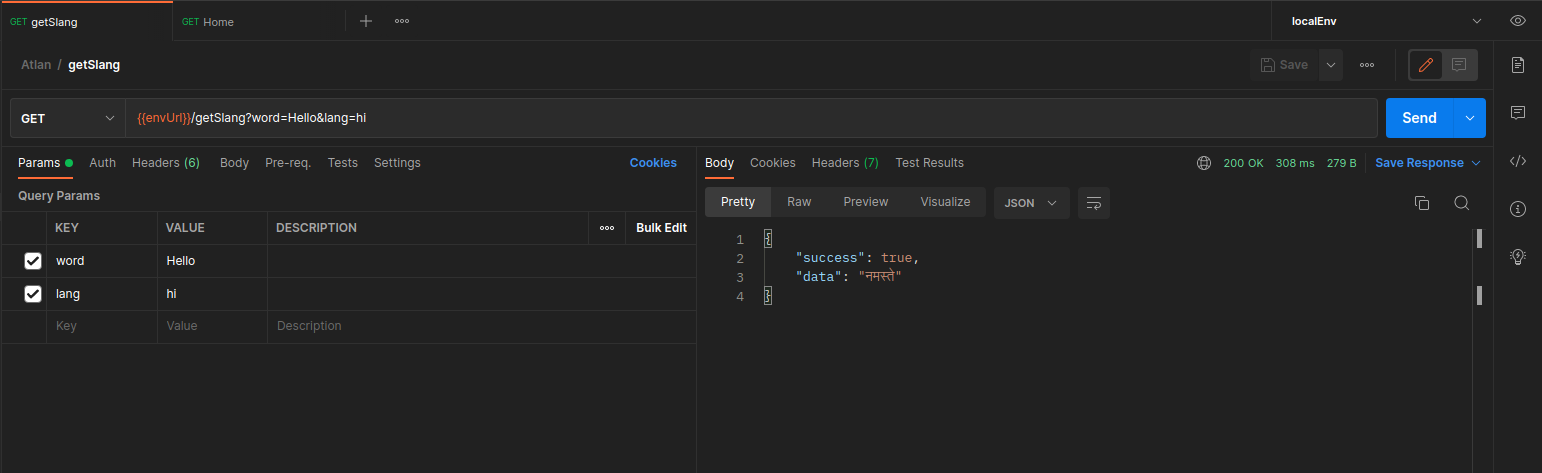 GET getSlang GET Home localEnv
Atlan / getSlang Save
GET {{envUrl}}/getSlang?word=Hello&lang=hi Send
Params Auth Headers (6) Body Pre-req. Tests Settings Cookies
Query Params
KEY VALUE DESCRIPTION Bulk Edit
word Hello
lang hi
Key Value Description
Body Cookies Headers (7) Test Results 200 OK 308 ms 279 B Save Response
Pretty Raw Preview Visualize JSON
1 {
2 "success": true,
3 "data": "नमस्ते"
4 }